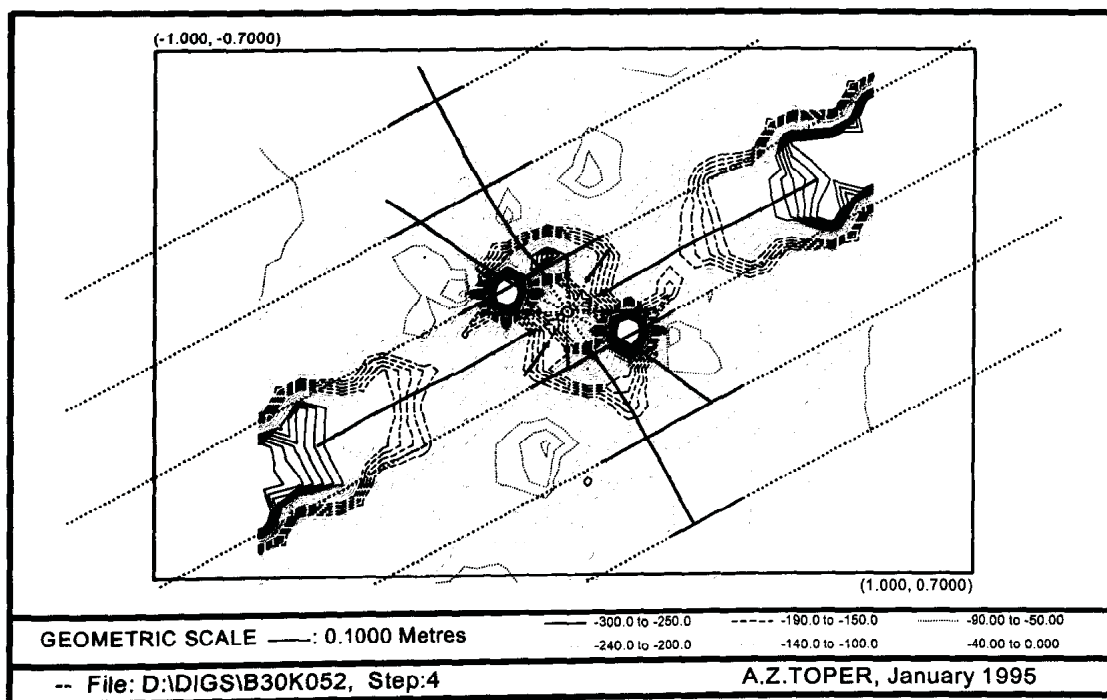 (-1.000, -0.7000)
(1.000, 0.7000)
GEOMETRIC SCALE : 0.1000 Metres
-300.0 to -250.0
-190.0 to -150.0
-90.00 to -50.00
-240.0 to -200.0
-140.0 to -100.0
-40.00 to 0.000
-- File: D:\DIGS\B30K052, Step:4
A.Z.TOPER, January 1995